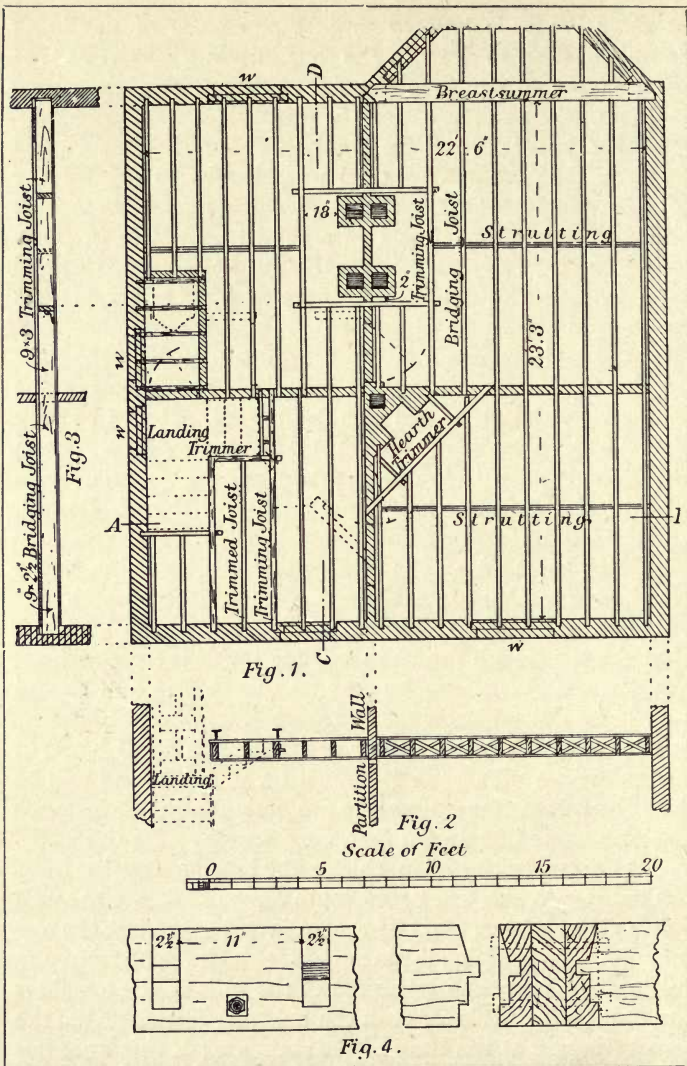 D
w
Breastsummer
22' 6"
18"
Strutting
Trimming Joist
Bridging Joist
2"
23'.3"
9" × 3 Trimming Joist
w
w
Fig.3
9" × 2½" Bridging Joist
Landing
Trimmer
Hearth
Trimmer
A
Trimmed Joist
Trimming Joist
Strutting
1
C
w
Fig. 1.
Landing
Partition Wall
Fig. 2
Scale of Feet
0 5 10 15 20
2½" 11" 2½"
Fig. 4.